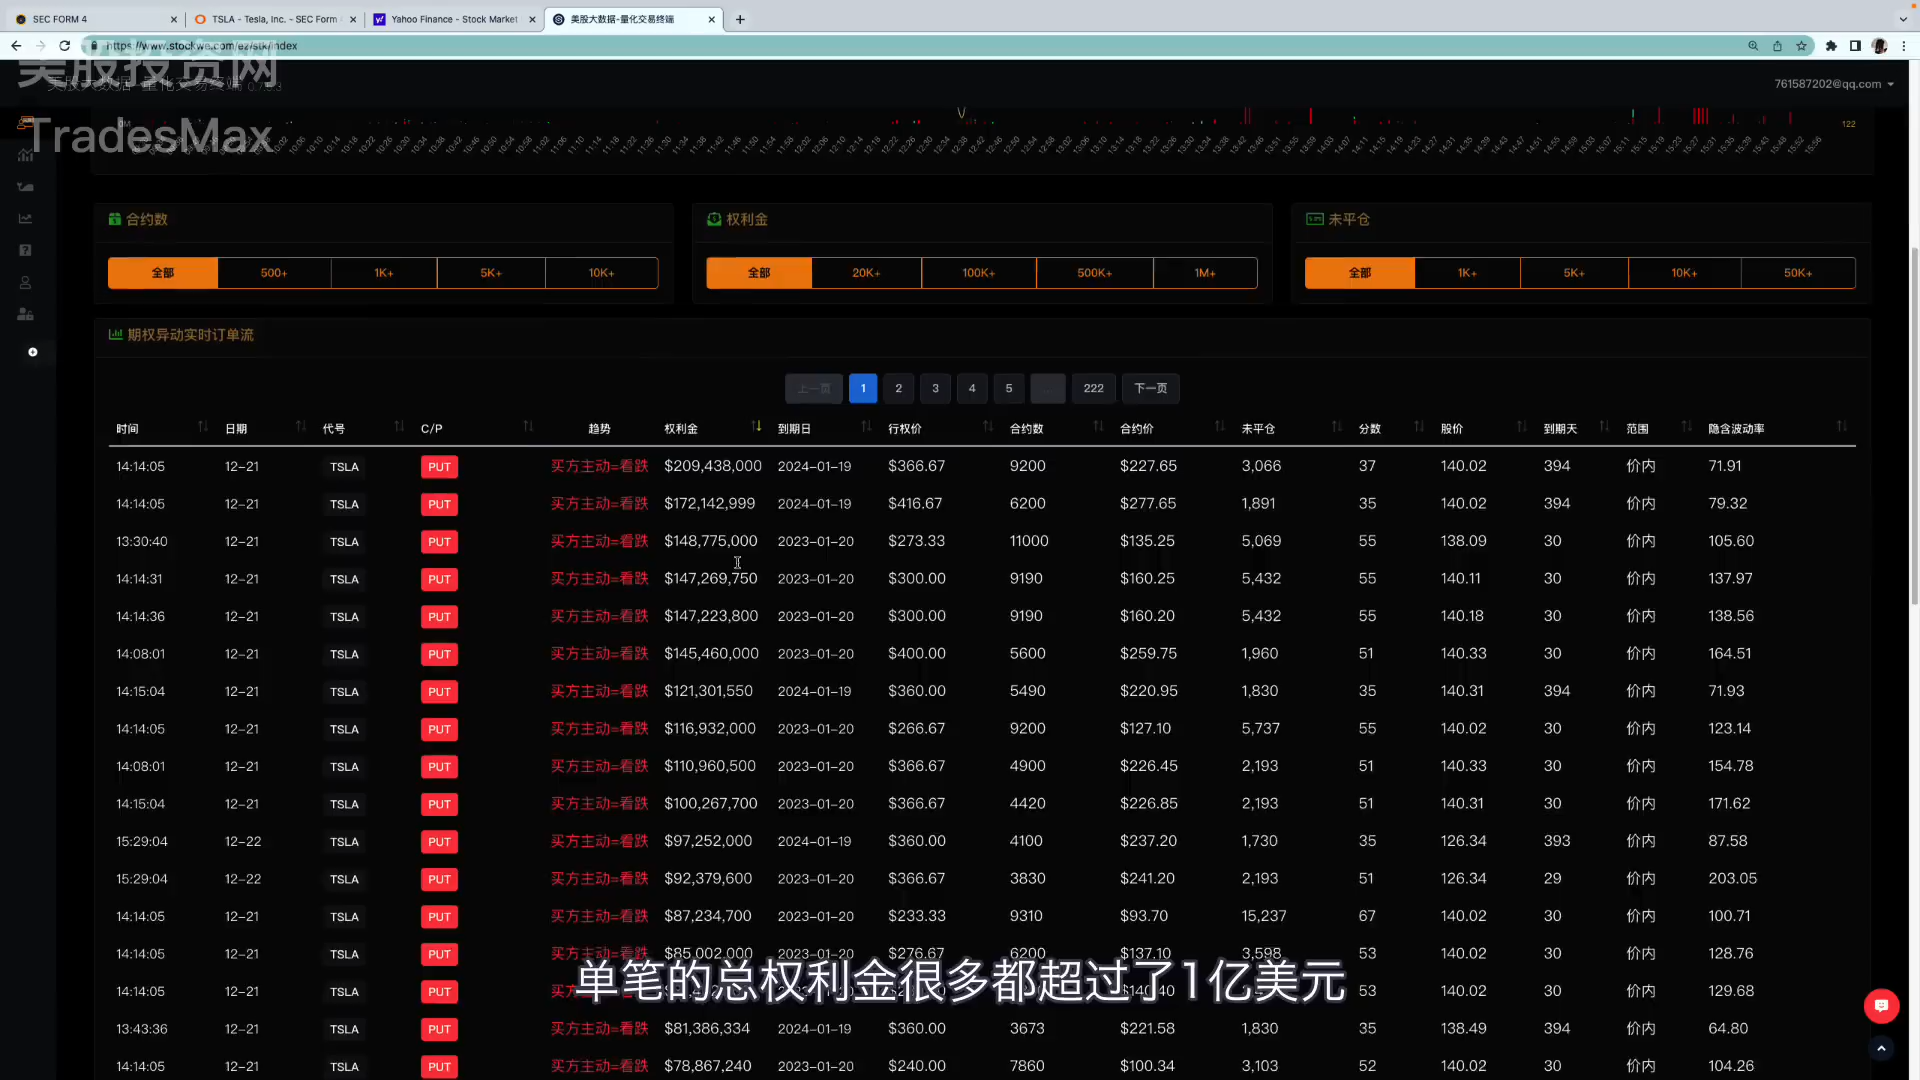 SEC FORM 4
TSLA - Tesla, Inc. - SEC Form
Yahoo Finance - Stock Market
美股大数据-量化交易终端
https://www.stockwe.com/ez/stk/index
美股投资网
美股大数据-量化交易终端
761587202@qq.com
TradesMax
122
合约数
权利金
未平仓
全部 500+ 1K+ 5K+ 10K+
全部 20K+ 100K+ 500K+ 1M+
全部 1K+ 5K+ 10K+ 50K+
期权异动实时订单流
上一页 1 2 3 4 5 ... 222 下一页
时间 日期 代号 C/P 趋势 权利金 到期日 行权价 合约数 合约价 未平仓 分数 股价 到期天 范围 隐含波动率
14:14:05 12-21 TSLA PUT 买方主动=看跌 $209,438,000 2024-01-19 $366.67 9200 $227.65 3,066 37 140.02 394 价内 71.91
14:14:05 12-21 TSLA PUT 买方主动=看跌 $172,142,999 2024-01-19 $416.67 6200 $277.65 1,891 35 140.02 394 价内 79.32
13:30:40 12-21 TSLA PUT 买方主动=看跌 $148,775,000 2023-01-20 $273.33 11000 $135.25 5,069 55 138.09 30 价内 105.60
14:14:31 12-21 TSLA PUT 买方主动=看跌 $147,269,750 2023-01-20 $300.00 9190 $160.25 5,432 55 140.11 30 价内 137.97
14:14:36 12-21 TSLA PUT 买方主动=看跌 $147,223,800 2023-01-20 $300.00 9190 $160.20 5,432 55 140.18 30 价内 138.56
14:08:01 12-21 TSLA PUT 买方主动=看跌 $145,460,000 2023-01-20 $400.00 5600 $259.75 1,960 51 140.33 30 价内 164.51
14:15:04 12-21 TSLA PUT 买方主动=看跌 $121,301,550 2024-01-19 $360.00 5490 $220.95 1,830 35 140.31 394 价内 71.93
14:14:05 12-21 TSLA PUT 买方主动=看跌 $116,932,000 2023-01-20 $266.67 9200 $127.10 5,737 55 140.02 30 价内 123.14
14:08:01 12-21 TSLA PUT 买方主动=看跌 $110,960,500 2023-01-20 $366.67 4900 $226.45 2,193 51 140.33 30 价内 154.78
14:15:04 12-21 TSLA PUT 买方主动=看跌 $100,267,700 2023-01-20 $366.67 4420 $226.85 2,193 51 140.31 30 价内 171.62
15:29:04 12-22 TSLA PUT 买方主动=看跌 $97,252,000 2024-01-19 $360.00 4100 $237.20 1,730 35 126.34 393 价内 87.58
15:29:04 12-22 TSLA PUT 买方主动=看跌 $92,379,600 2023-01-20 $366.67 3830 $241.20 2,193 51 126.34 29 价内 203.05
14:14:05 12-21 TSLA PUT 买方主动=看跌 $87,234,700 2023-01-20 $233.33 9310 $93.70 15,237 67 140.02 30 价内 100.71
14:14:05 12-21 TSLA PUT 买方主动=看跌 $85,002,000 2023-01-20 $276.67 6200 $137.10 3,598 53 140.02 30 价内 128.76
14:14:05 12-21 TSLA PUT 53 140.02 30 价内 129.68
单笔的总权利金很多都超过了1亿美元
13:43:36 12-21 TSLA PUT 买方主动=看跌 $81,386,334 2024-01-19 $360.00 3673 $221.58 1,830 35 138.49 394 价内 64.80
14:14:05 12-21 TSLA PUT 买方主动=看跌 $78,867,240 2023-01-20 $240.00 7860 $100.34 3,103 52 140.02 30 价内 104.26